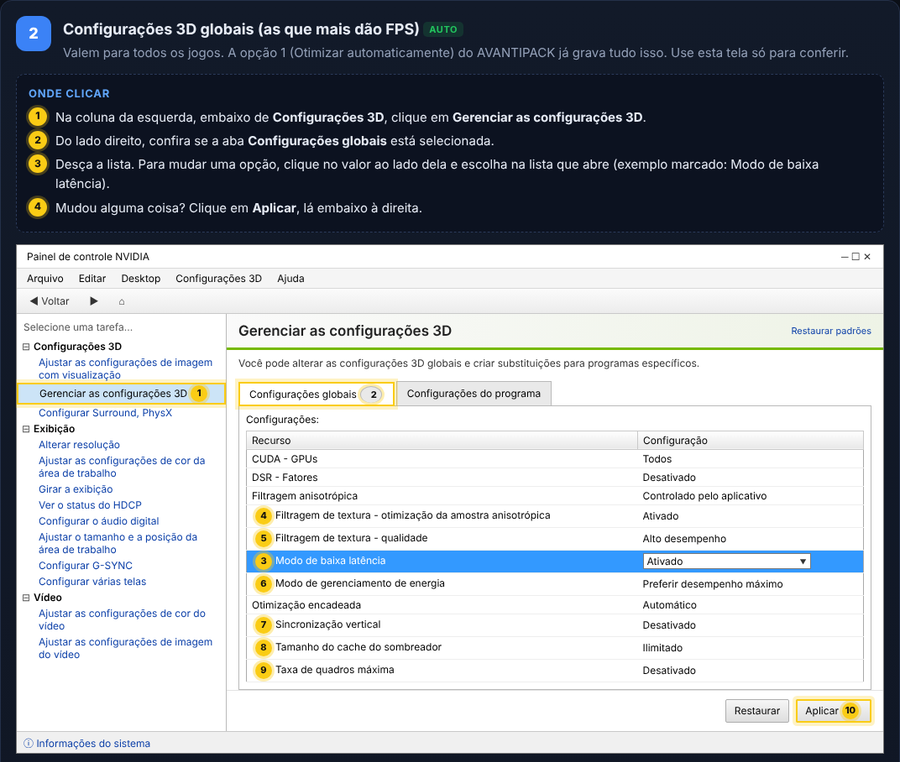 2
Configurações 3D globais (as que mais dão FPS) AUTO
Valem para todos os jogos. A opção 1 (Otimizar automaticamente) do AVANTIPACK já grava tudo isso. Use esta tela só para conferir.
ONDE CLICAR
1 Na coluna da esquerda, embaixo de Configurações 3D, clique em Gerenciar as configurações 3D.
2 Do lado direito, confira se a aba Configurações globais está selecionada.
3 Desça a lista. Para mudar uma opção, clique no valor ao lado dela e escolha na lista que abre (exemplo marcado: Modo de baixa
latência).
4 Mudou alguma coisa? Clique em Aplicar, lá embaixo à direita.
Painel de controle NVIDIA
Arquivo Editar Desktop Configurações 3D Ajuda
Voltar
Selecione uma tarefa...
Configurações 3D
Ajustar as configurações de imagem
com visualização
Gerenciar as configurações 3D 1
Configurar Surround, PhysX
Exibição
Alterar resolução
Ajustar as configurações de cor da
área de trabalho
Girar a exibição
Ver o status do HDCP
Configurar o áudio digital
Ajustar o tamanho e a posição da
área de trabalho
Configurar G-SYNC
Configurar várias telas
Vídeo
Ajustar as configurações de cor do
vídeo
Ajustar as configurações de imagem
do vídeo
Gerenciar as configurações 3D
Restaurar padrões
Você pode alterar as configurações 3D globais e criar substituições para programas específicos.
Configurações globais 2 Configurações do programa
Configurações:
Recurso Configuração
CUDA - GPUs Todos
DSR - Fatores Desativado
Filtragem anisotrópica Controlado pelo aplicativo
4 Filtragem de textura - otimização da amostra anisotrópica Ativado
5 Filtragem de textura - qualidade Alto desempenho
3 Modo de baixa latência Ativado
6 Modo de gerenciamento de energia Preferir desempenho máximo
Otimização encadeada Automático
7 Sincronização vertical Desativado
8 Tamanho do cache do sombreador Ilimitado
9 Taxa de quadros máxima Desativado
Restaurar Aplicar 10
Informações do sistema